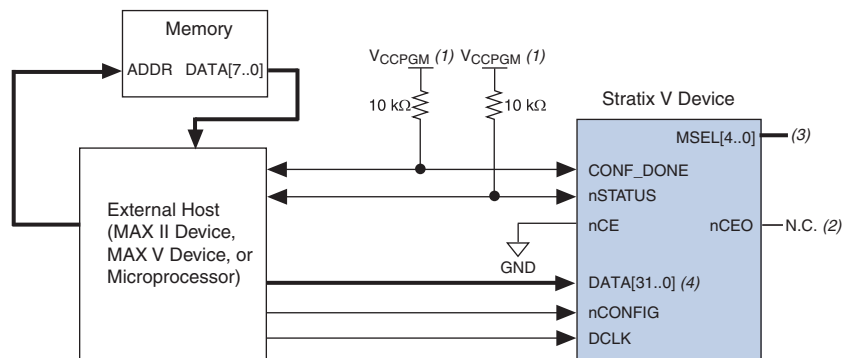 Memory
ADDR DATA[7..0]
V_CCPGM (1) V_CCPGM (1)
10 kΩ 10 kΩ
Stratix V Device
MSEL[4..0] (3)
CONF_DONE
nSTATUS
nCE nCEO N.C. (2)
GND
DATA[31..0] (4)
nCONFIG
DCLK
External Host
(MAX II Device,
MAX V Device, or
Microprocessor)